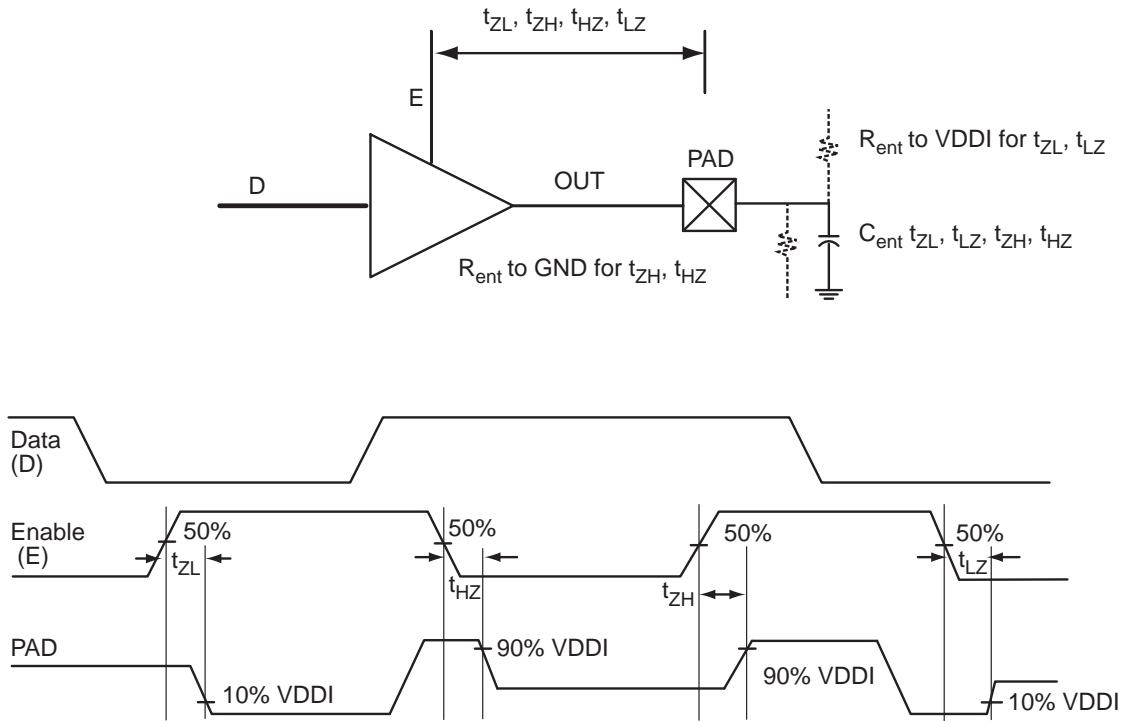 tZL, tZH, tHZ, tLZ
E
D
OUT
PAD
Rent to VDDI for tZL, tLZ
Cent tZL, tLZ, tZH, tHZ
Rent to GND for tZH, tHZ
Data
(D)
Enable
(E)
50%
tZL
50%
tHZ
50%
tZH
50%
tLZ
PAD
10% VDDI
90% VDDI
90% VDDI
10% VDDI